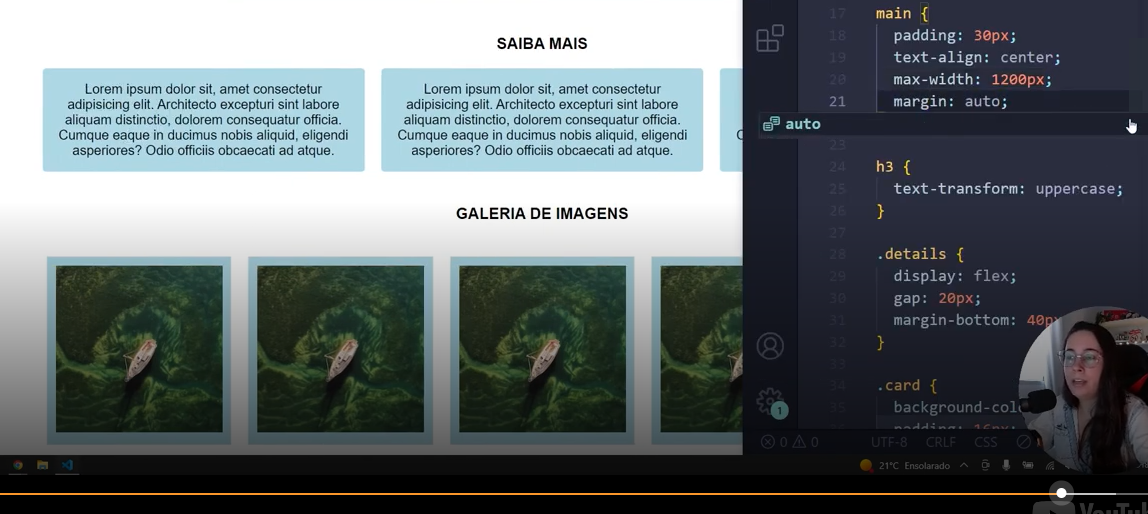 SAIBA MAIS
Lorem ipsum dolor sit, amet consectetur
adipisicing elit. Architecto excepturi sint labore
aliquam distinctio, dolorem consequatur officia.
Cumque eaque in ducimus nobis aliquid, eligendi
asperiores? Odio officiis obcaecati ad atque.
Lorem ipsum dolor sit, amet consectetur
adipisicing elit. Architecto excepturi sint labore
aliquam distinctio, dolorem consequatur officia.
Cumque eaque in ducimus nobis aliquid, eligendi
asperiores? Odio officiis obcaecati ad atque.
C
GALERIA DE IMAGENS
17 main {
18 padding: 30px;
19 text-align: center;
20 max-width: 1200px;
21 margin: auto;
auto
23
24 h3 {
25 text-transform: uppercase;
26 }
27
28 .details {
29 display: flex;
30 gap: 20px;
31 margin-bottom: 40p
32 }
33
34 .card {
35 background-col
padding: 16px;
1
0 0 UTF-8 CRLF CSS
21°C Ensolarado
YouTub